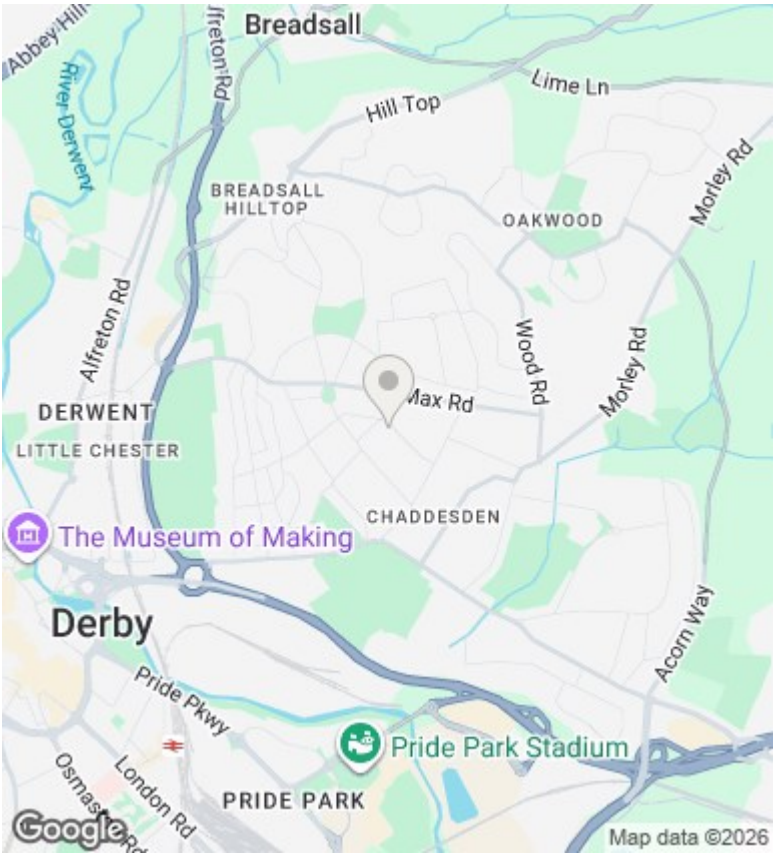 Breadsall
Abbey Hill
Alfreton Rd
River Derwent
Lime Ln
Hill Top
Morley Rd
BREADSALL
HILLTOP
OAKWOOD
Alfreton Rd
Wood Rd
Morley Rd
Max Rd
DERWENT
LITTLE CHESTER
CHADDESDEN
The Museum of Making
Derby
Acorn Way
Pride Pkwy
Pride Park Stadium
London Rd
PRIDE PARK
Google
Map data ©2026